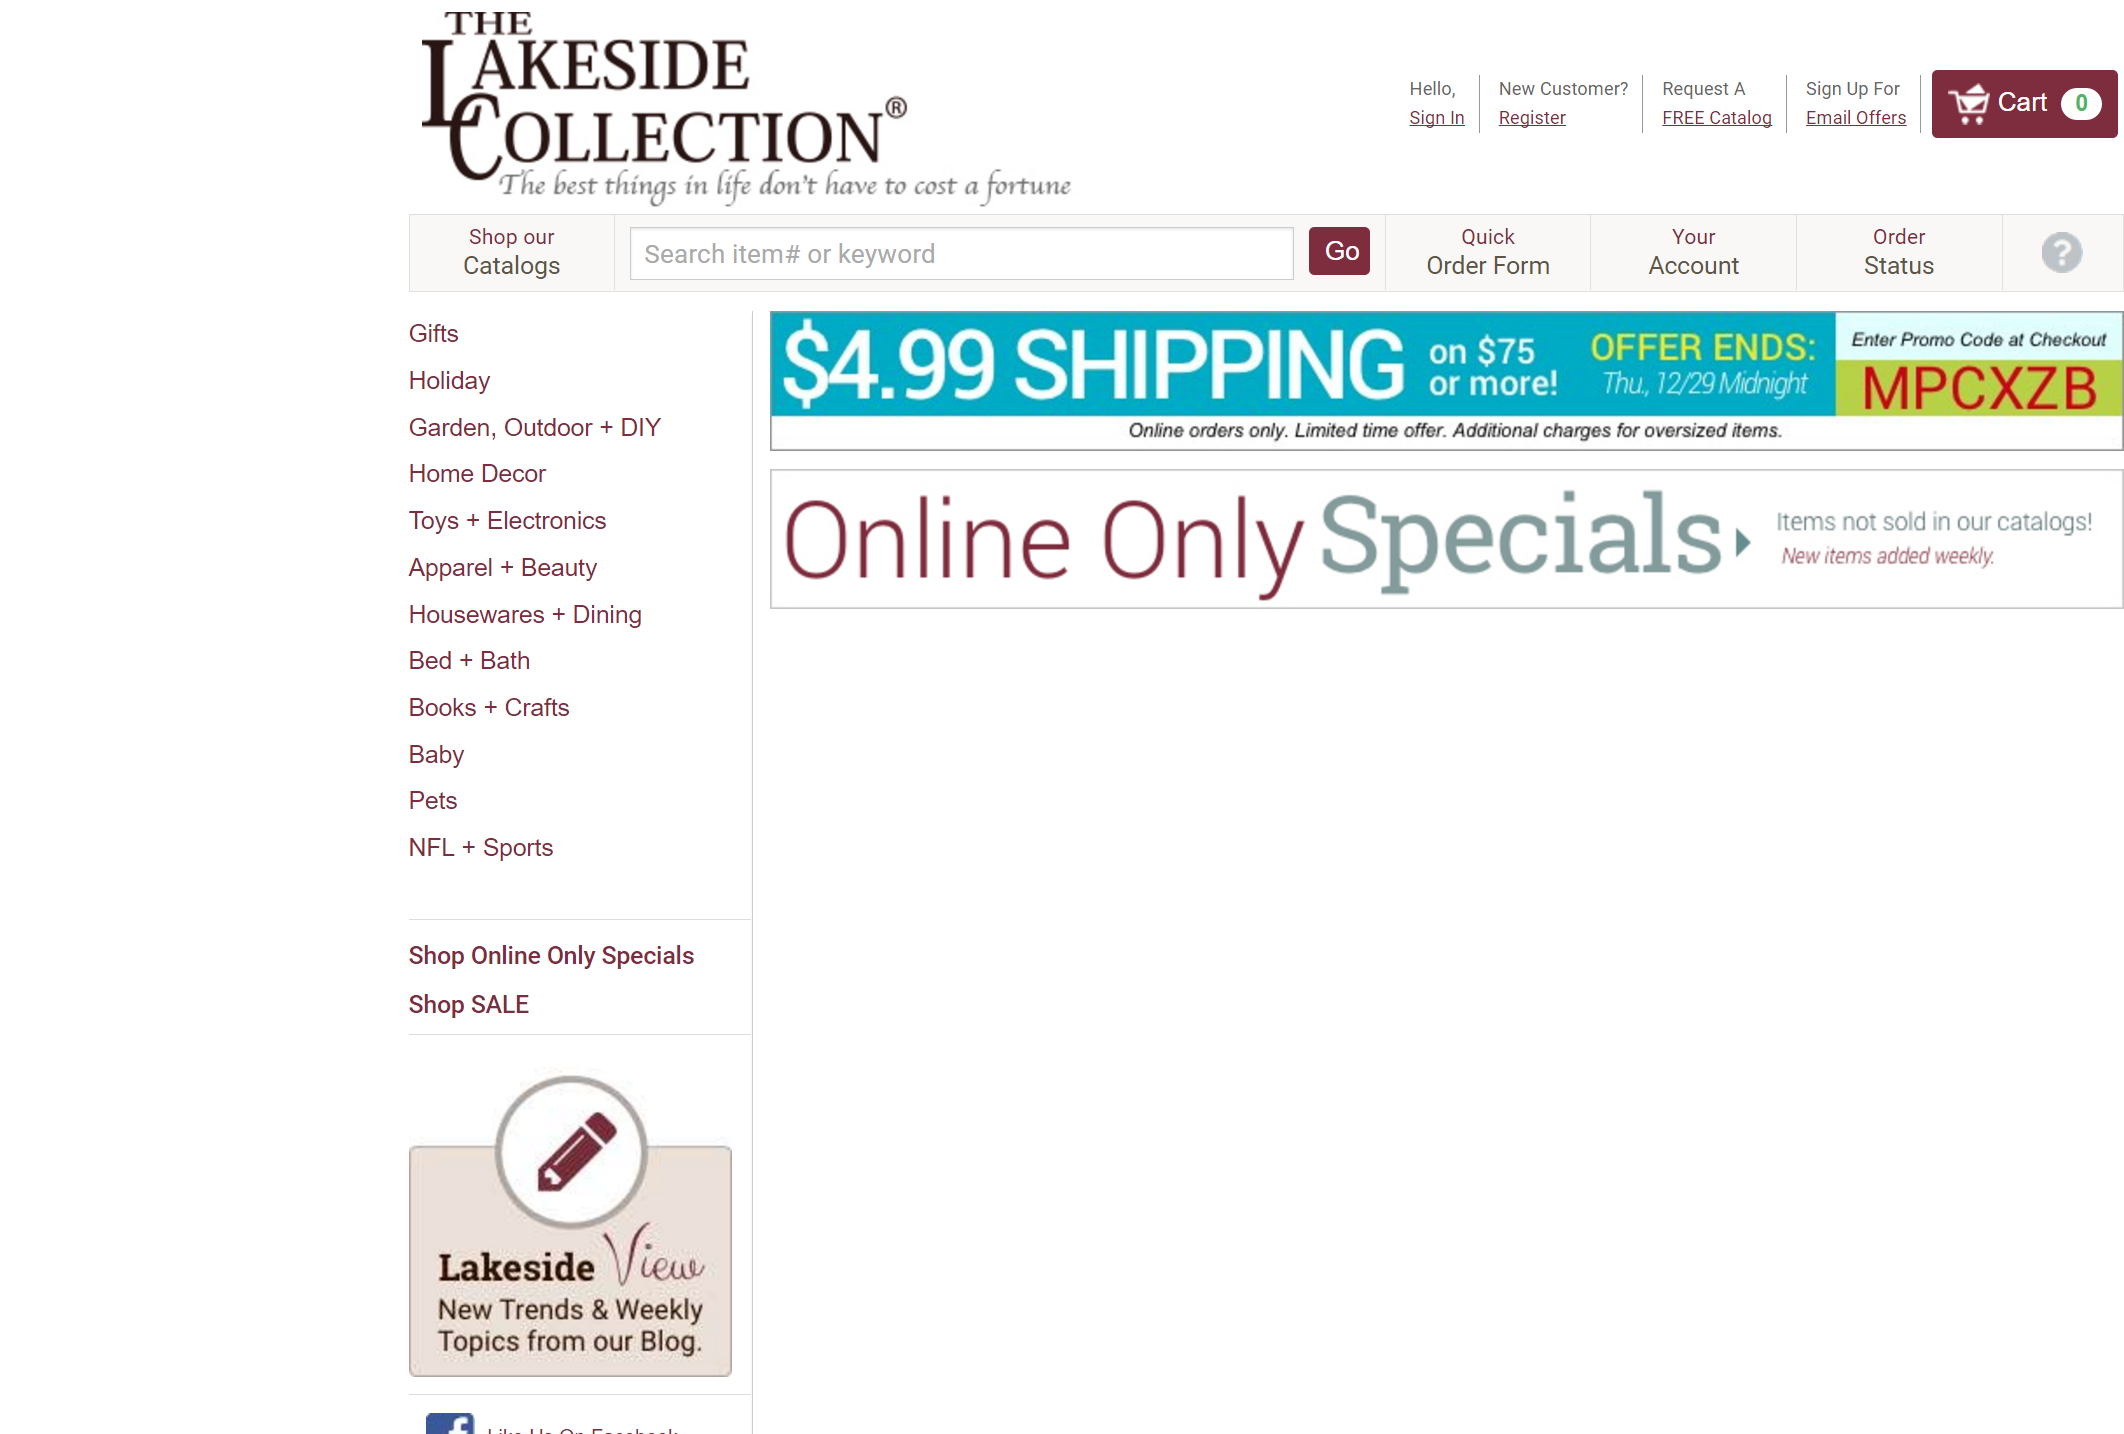 THE
LAKESIDE
COLLECTION®
The best things in life don't have to cost a fortune
Hello,
Sign In
New Customer?
Register
Request A
FREE Catalog
Sign Up For
Email Offers
Cart 0
Shop our
Catalogs
Search item# or keyword
Go
Quick
Order Form
Your
Account
Order
Status
?
Gifts
Holiday
Garden, Outdoor + DIY
Home Decor
Toys + Electronics
Apparel + Beauty
Housewares + Dining
Bed + Bath
Books + Crafts
Baby
Pets
NFL + Sports
Shop Online Only Specials
Shop SALE
Lakeside View
New Trends & Weekly
Topics from our Blog.
f
Like Us On Facebook
$4.99 SHIPPING
on $75
or more!
OFFER ENDS:
Thu., 12/29 Midnight
Enter Promo Code at Checkout
MPCXZB
Online orders only. Limited time offer. Additional charges for oversized items.
Online Only Specials
Items not sold in our catalogs!
New items added weekly.